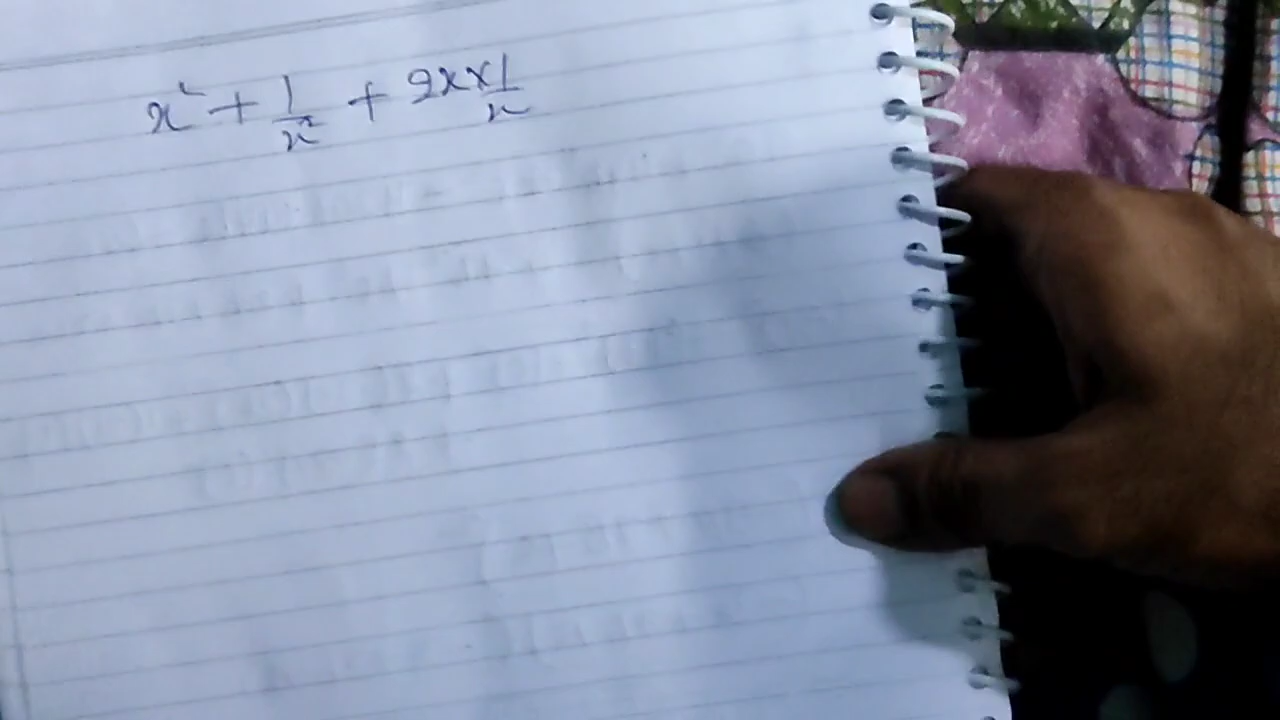 x² + 1/x² + 2x × 1/x